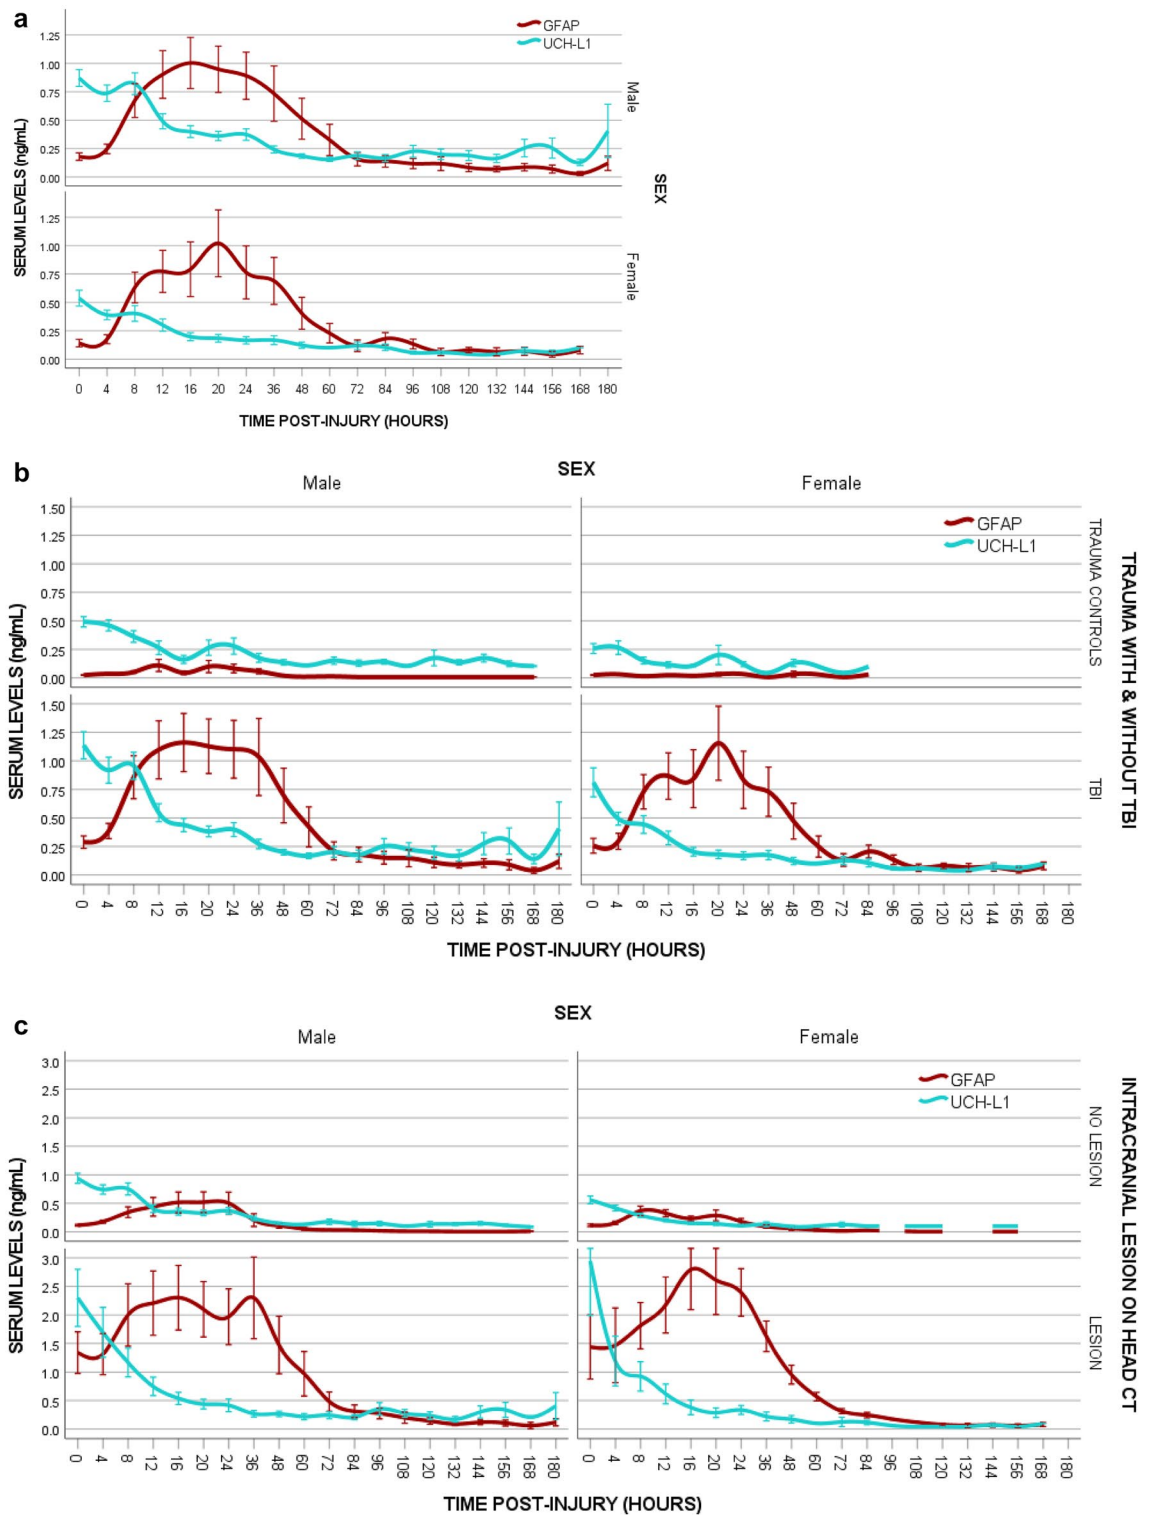 a
GFAP
UCH-L1
1.25
1.00
0.75
0.50
0.25
0.00
Male
SERUM LEVELS (ng/mL)
1.25
1.00
0.75
0.50
0.25
0.00
Female
SERUM LEVELS (ng/mL)
SEX
0 4 8 12 16 20 24 36 48 60 72 84 96 108 120 132 144 156 168 180
TIME POST-INJURY (HOURS)
b
SEX
Male Female
GFAP
UCH-L1
1.50
1.25
1.00
0.75
0.50
0.25
0.00
SERUM LEVELS (ng/mL)
TRAUMA CONTROLS
1.50
1.25
1.00
0.75
0.50
0.25
0.00
SERUM LEVELS (ng/mL)
TBI
TRAUMA WITH & WITHOUT TBI
0 4 8 12 16 20 24 36 48 60 72 84 96 108 120 132 144 156 168 180 0 4 8 12 16 20 24 36 48 60 72 84 96 108 120 132 144 156 168 180
TIME POST-INJURY (HOURS)
c
SEX
Male Female
GFAP
UCH-L1
3.0
2.5
2.0
1.5
1.0
0.5
0.0
SERUM LEVELS (ng/mL)
NO LESION
3.0
2.5
2.0
1.5
1.0
0.5
0.0
SERUM LEVELS (ng/mL)
LESION
INTRACRANIAL LESION ON HEAD CT
0 4 8 12 16 20 24 36 48 60 72 84 96 108 120 132 144 156 168 180 0 4 8 12 16 20 24 36 48 60 72 84 96 108 120 132 144 156 168 180
TIME POST-INJURY (HOURS)